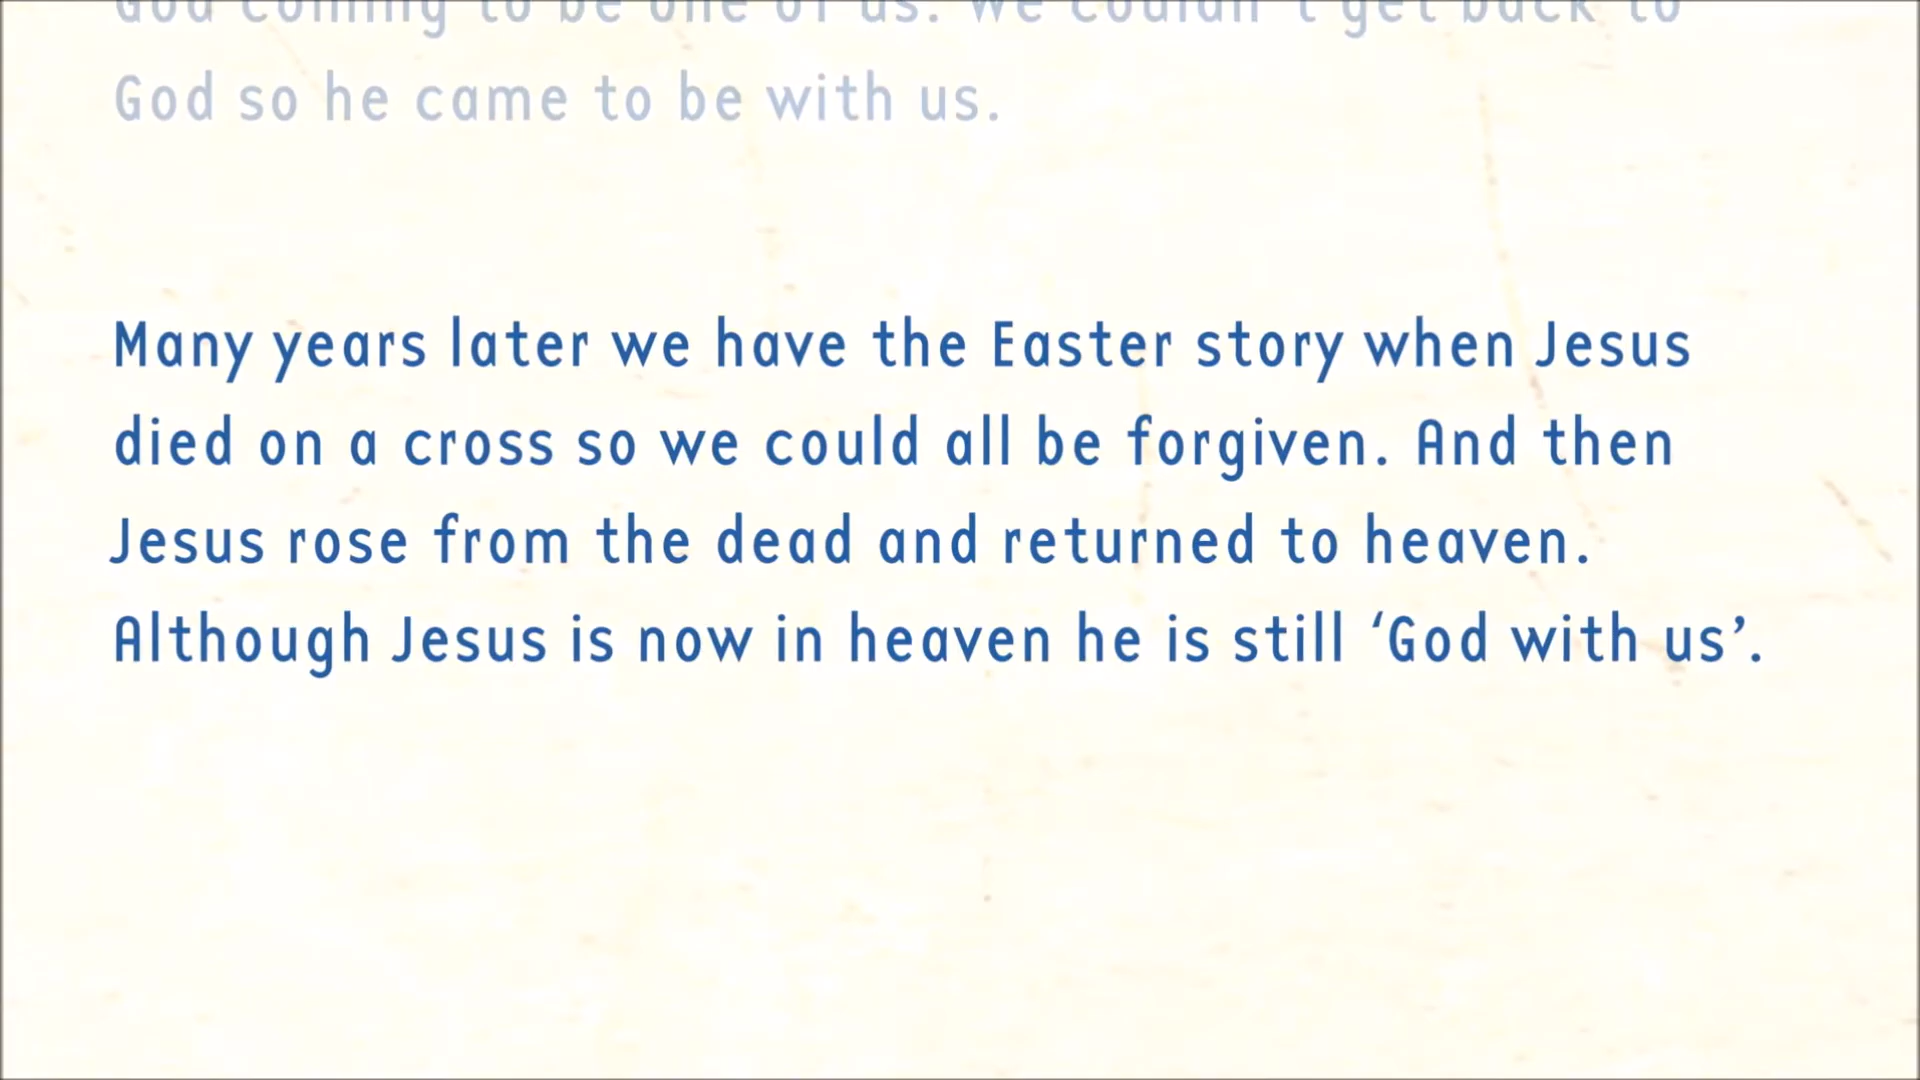 God coming to be one of us. We couldn't get back to
God so he came to be with us.
Many years later we have the Easter story when Jesus
died on a cross so we could all be forgiven. And then
Jesus rose from the dead and returned to heaven.
Although Jesus is now in heaven he is still ‘God with us’.